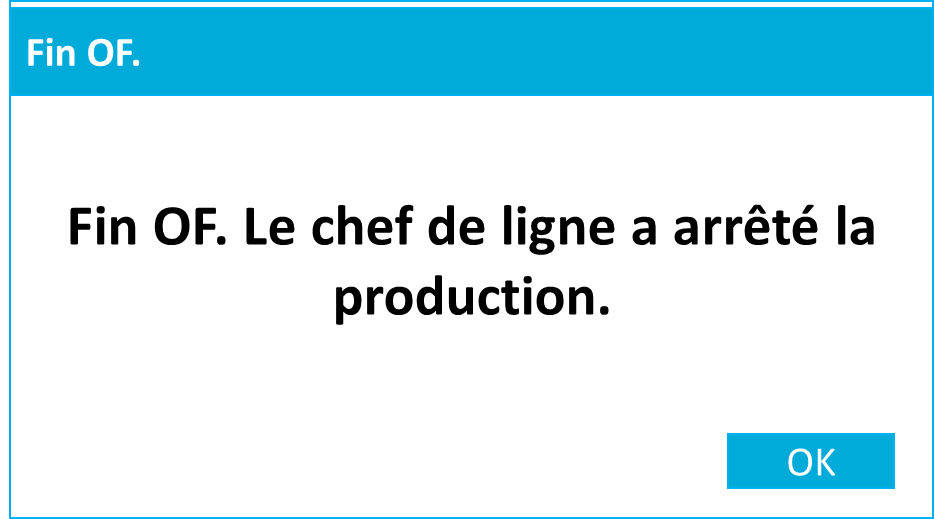 Fin OF.
Fin OF. Le chef de ligne a arrêté la
production.
OK